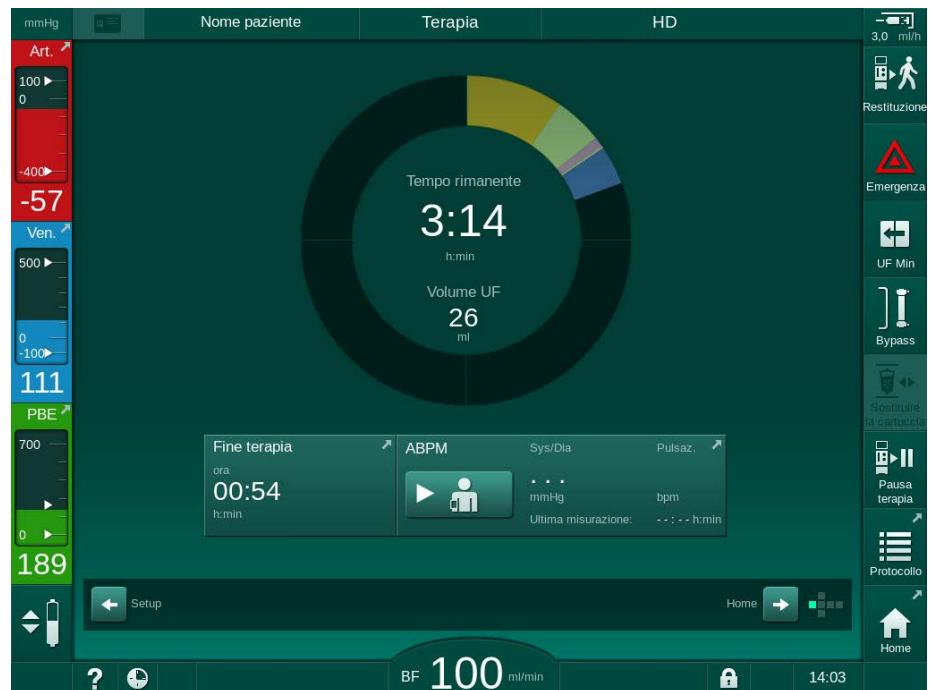 mmHg
Nome paziente
Terapia
HD
3,0 ml/h
Art.
100
0
-400
-57
Ven.
500
0
-100
111
PBE
700
0
189
Tempo rimanente
3:14
h:min
Volume UF
26
ml
Fine terapia
ora
00:54
h:min
ABPM
Sys/Dia
Pulsaz.
. . .
mmHg
bpm
Ultima misurazione:
--:-- h:min
Setup
Home
Restituzione
Emergenza
UF Min
Bypass
Sostituire
la cartuccia
Pausa
terapia
Protocollo
Home
?
BF 100 ml/min
14:03